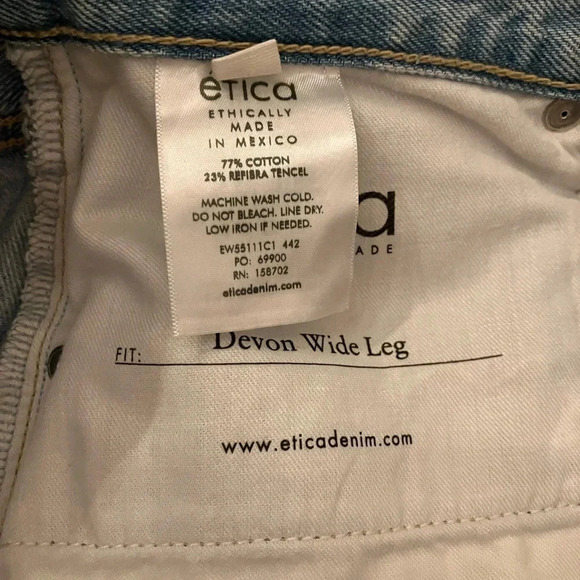 ética
ETHICALLY
MADE
IN MEXICO
77% COTTON
23% REFIBRA TENCEL
MACHINE WASH COLD.
DO NOT BLEACH. LINE DRY.
LOW IRON IF NEEDED.
EW55111C1 442
PO: 69900
RN: 158702
eticadenim.com
a
ADE
FIT: Devon Wide Leg
www.eticadenim.com